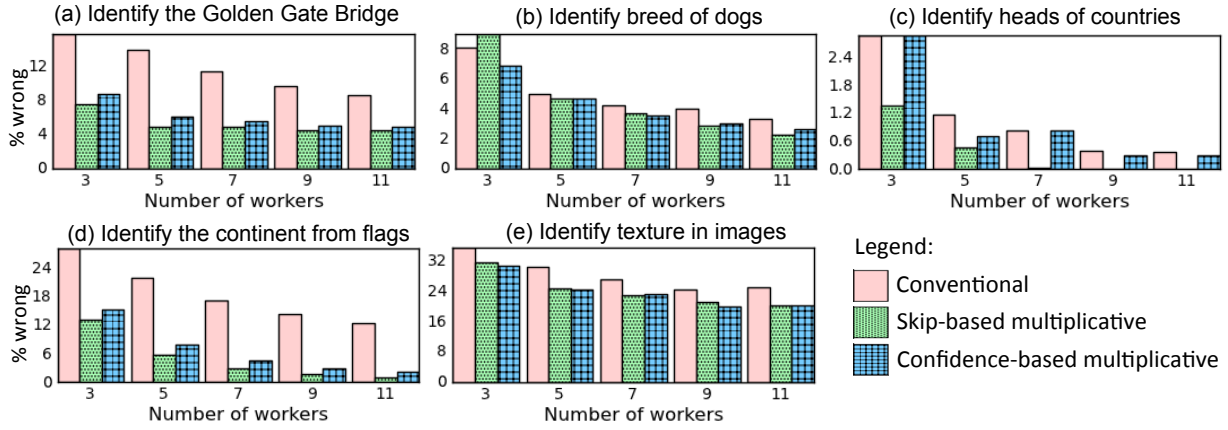 (a) Identify the Golden Gate Bridge
% wrong
12
8
4
0
3 5 7 9 11
Number of workers
(b) Identify breed of dogs
8
6
4
2
0
3 5 7 9 11
Number of workers
(c) Identify heads of countries
2.4
1.8
1.2
0.6
0.0
3 5 7 9 11
Number of workers
(d) Identify the continent from flags
% wrong
24
18
12
6
0
3 5 7 9 11
Number of workers
(e) Identify texture in images
32
24
16
8
0
3 5 7 9 11
Number of workers
Legend:
Conventional
Skip-based multiplicative
Confidence-based multiplicative